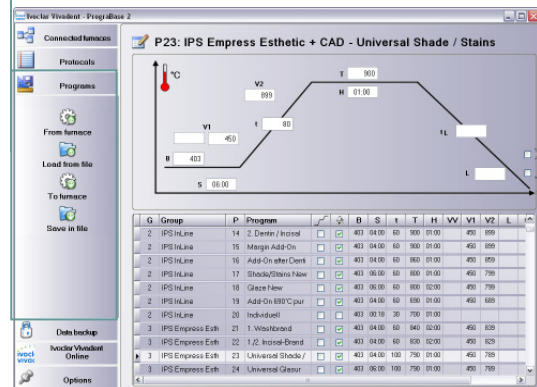 Ivoclar Vivadent - PrograBase 2
Connected furnaces
Protocols
Programs
From furnace
Load from file
To furnace
Save in file
Data backup
Ivoclar Vivadent
Online
Options
P23: IPS Empress Esthetic + CAD - Universal Shade / Stains
°C
T 900
V2
H 01:00
899
V1
t 80
450
tL
B 403
L
S 06:00
G Group P Program B S t T H VV V1 V2 L
2 IPS InLine 14 2. Dentin / Incisal 403 04:00 60 900 01:00 450 899
2 IPS InLine 15 Margin Add-On 403 04:00 60 900 01:00 450 899
2 IPS InLine 16 Add-On after Denti 403 04:00 60 860 01:00 450 859
2 IPS InLine 17 Shade/Stains New 403 06:00 60 800 01:00 450 799
2 IPS InLine 18 Glaze New 403 06:00 60 800 02:00 450 799
2 IPS InLine 19 Add-On 690°C pur 403 04:00 60 690 01:00 450 689
2 IPS InLine 20 Individuell 403 00:18 30 700 01:00
3 IPS Empress Esth 21 1. Washbrand 403 04:00 60 840 02:00 450 839
3 IPS Empress Esth 22 1./2. Incisal-Brand 403 04:00 60 830 02:00 450 829
3 IPS Empress Esth 23 Universal Shade / 403 04:00 100 790 01:00 450 789
3 IPS Empress Esth 24 Universal Glasur 403 06:00 100 790 02:00 450 789